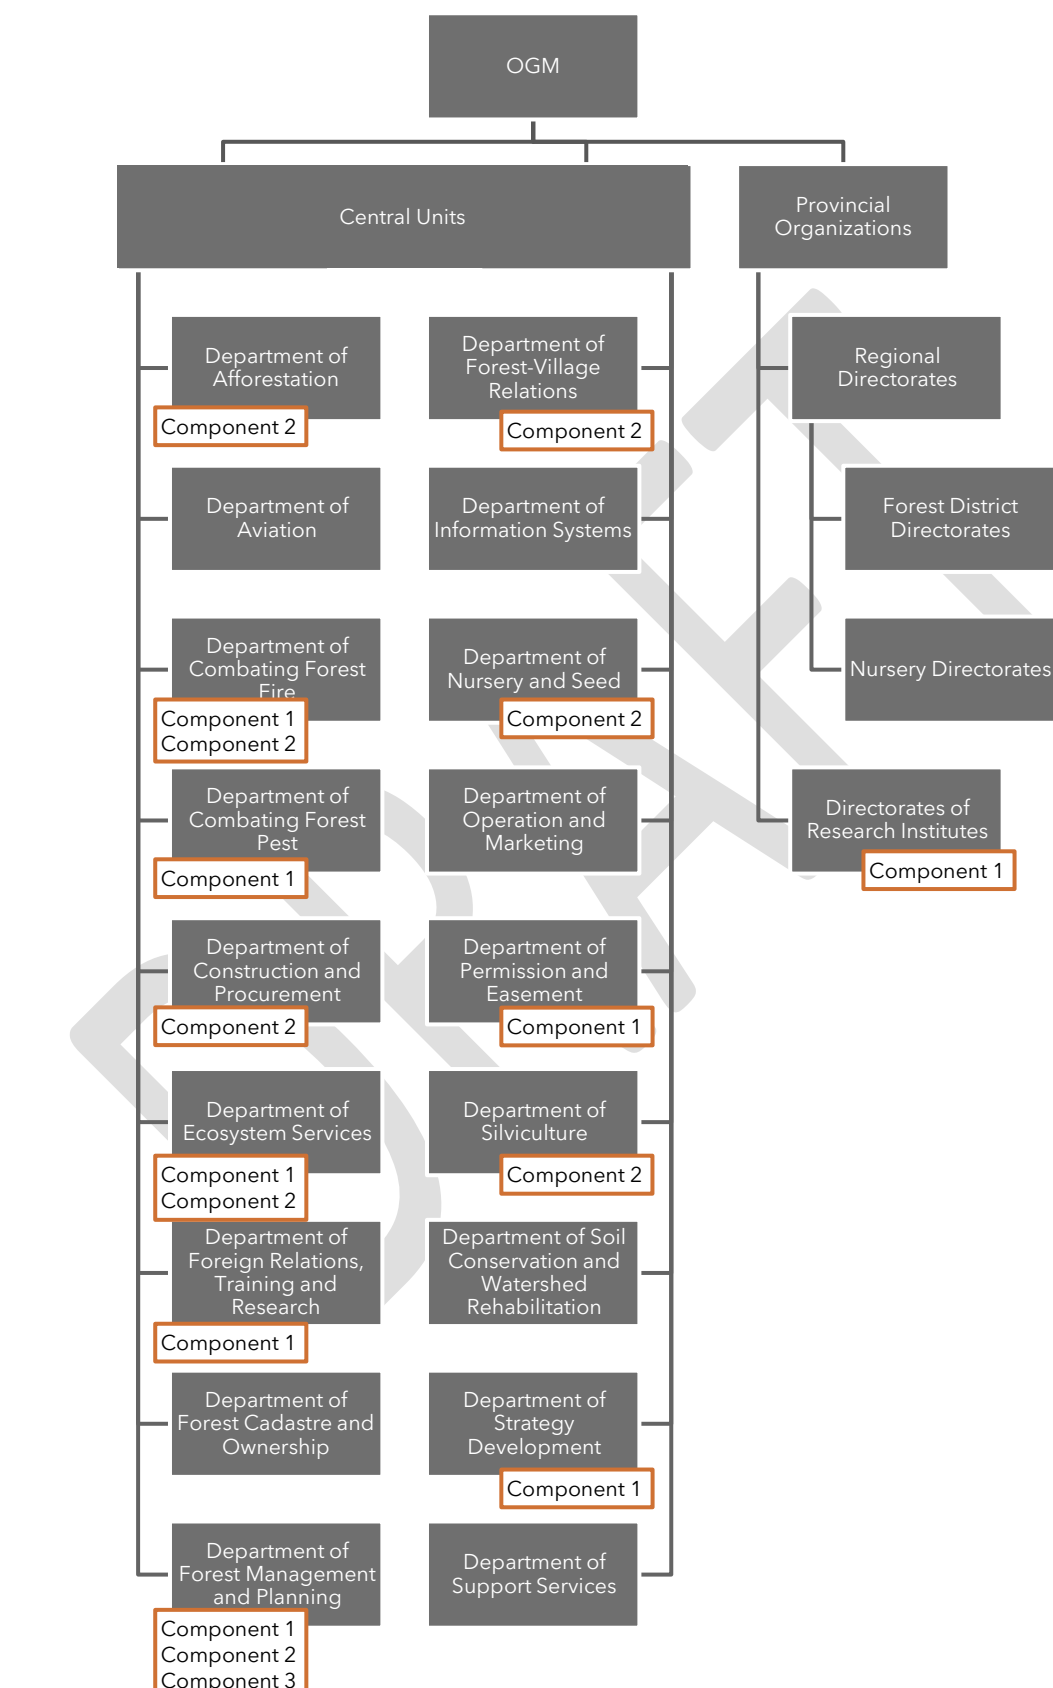 OGM
Central Units
Provincial
Organizations
Department of
Afforestation
Component 2
Department of
Forest-Village
Relations
Component 2
Regional
Directorates
Department of
Aviation
Department of
Information Systems
Forest District
Directorates
Department of
Combating Forest
Fire
Component 1
Component 2
Department of
Nursery and Seed
Component 2
Nursery Directorates
Department of
Combating Forest
Pest
Component 1
Department of
Operation and
Marketing
Directorates of
Research Institutes
Component 1
Department of
Construction and
Procurement
Component 2
Department of
Permission and
Easement
Component 1
Department of
Ecosystem Services
Component 1
Component 2
Department of
Silviculture
Component 2
Department of
Foreign Relations,
Training and
Research
Component 1
Department of Soil
Conservation and
Watershed
Rehabilitation
Department of
Forest Cadastre and
Ownership
Department of
Strategy
Development
Component 1
Department of
Forest Management
and Planning
Component 1
Component 2
Component 3
Department of
Support Services
DRAFT